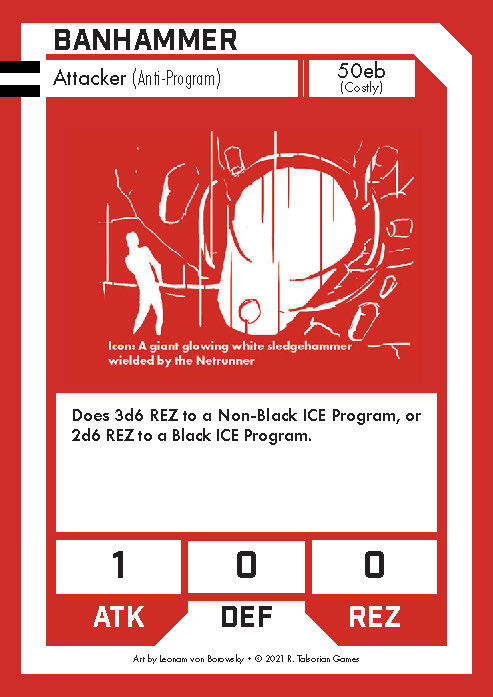 BANHAMMER
Attacker (Anti-Program)
50eb
(Costly)
Icon: A giant glowing white sledgehammer
wielded by the Netrunner
Does 3d6 REZ to a Non-Black ICE Program, or
2d6 REZ to a Black ICE Program.
1
0
0
ATK
DEF
REZ
Art by Leonam von Borowsky • © 2021 R. Talsorian Games